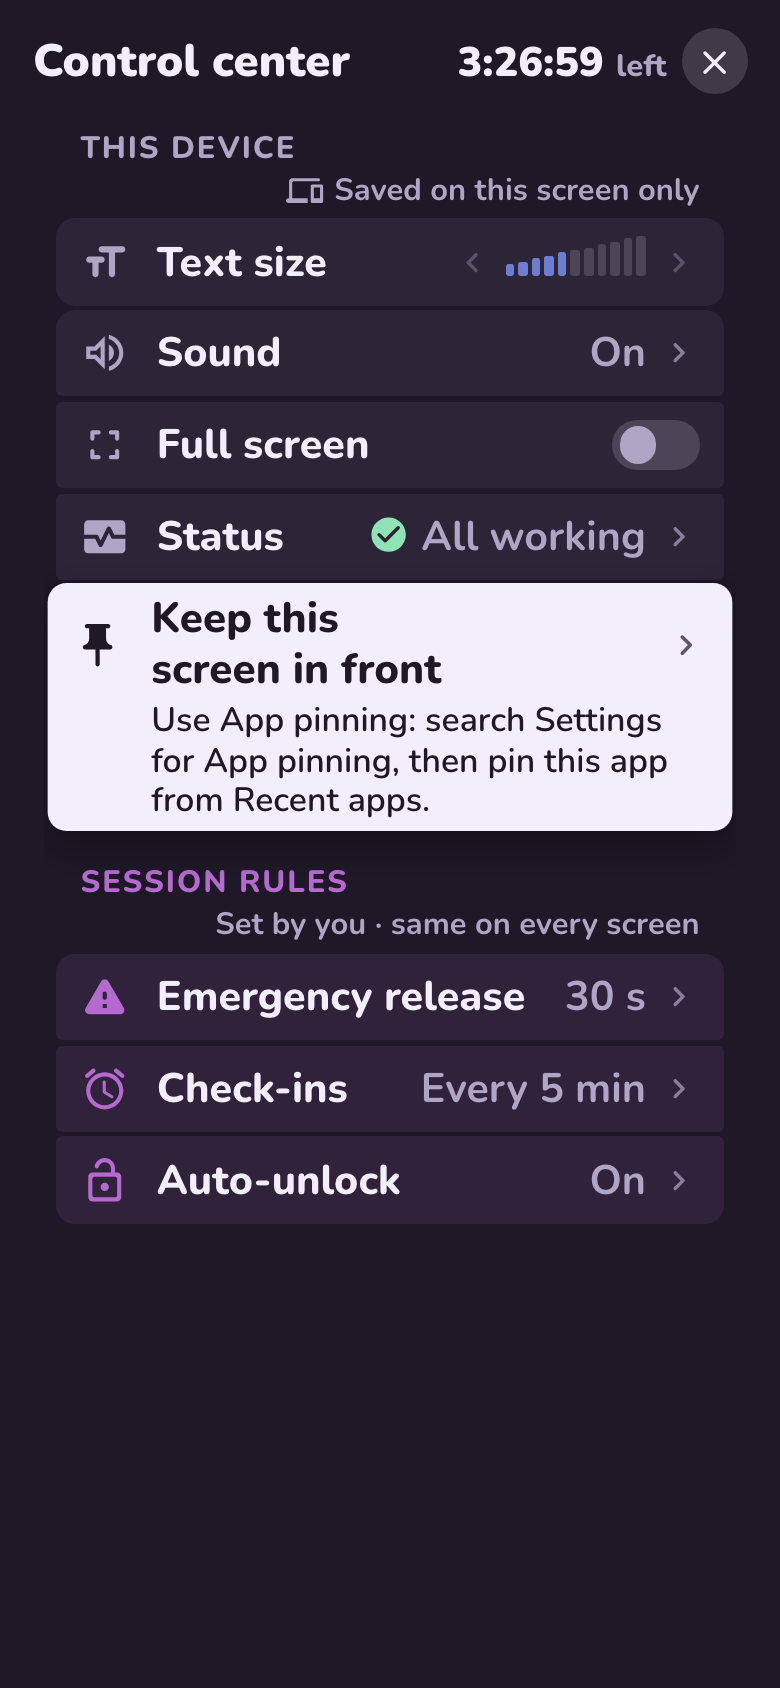 Control center
3:26:59 left
THIS DEVICE
Saved on this screen only
Text size
Sound On
Full screen
Status All working
Keep this
screen in front
Use App pinning: search Settings
for App pinning, then pin this app
from Recent apps.
SESSION RULES
Set by you · same on every screen
Emergency release 30 s
Check-ins Every 5 min
Auto-unlock On